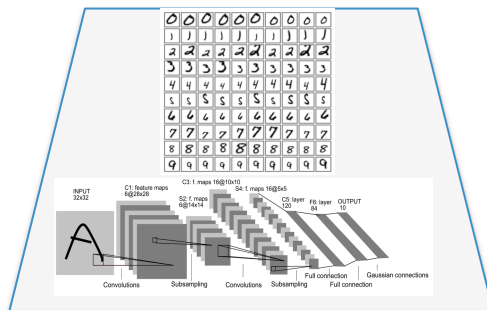 0 0 0 0 0 0 0 0 0 0
1 1 1 1 1 1 1 1 1 1
2 2 2 2 2 2 2 2 2 2
3 3 3 3 3 3 3 3 3 3
4 4 4 4 4 4 4 4 4 4
5 5 5 5 5 5 5 5 5 5
6 6 6 6 6 6 6 6 6 6
7 7 7 7 7 7 7 7 7 7
8 8 8 8 8 8 8 8 8 8
9 9 9 9 9 9 9 9 9 9
C3: f. maps 16@10x10
INPUT
32x32
C1: feature maps
6@28x28
S2: f. maps
6@14x14
S4: f. maps 16@5x5
C5: layer
120
F6: layer
84
OUTPUT
10
A
Convolutions
Subsampling
Convolutions
Subsampling
Full connection
Full connection
Gaussian connections